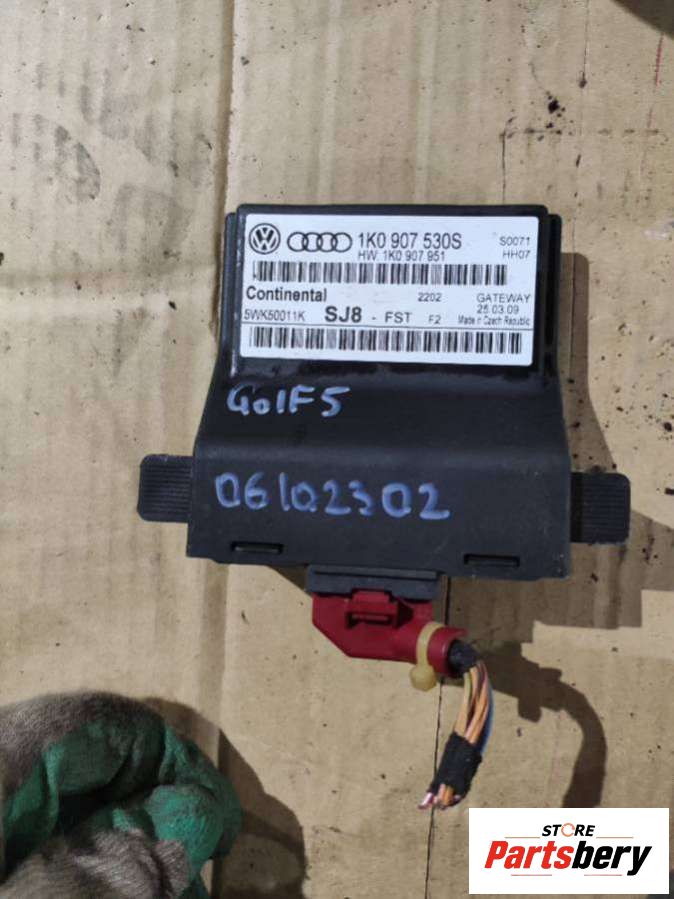 1K0 907 530S S0071
HW: 1K0 907 951 HH07
Continental 2202 GATEWAY
25.03.09
5WK50011K SJ8 - FST F2 Made in Czech Republic
GolF5
06102302
STORE
Partsbery